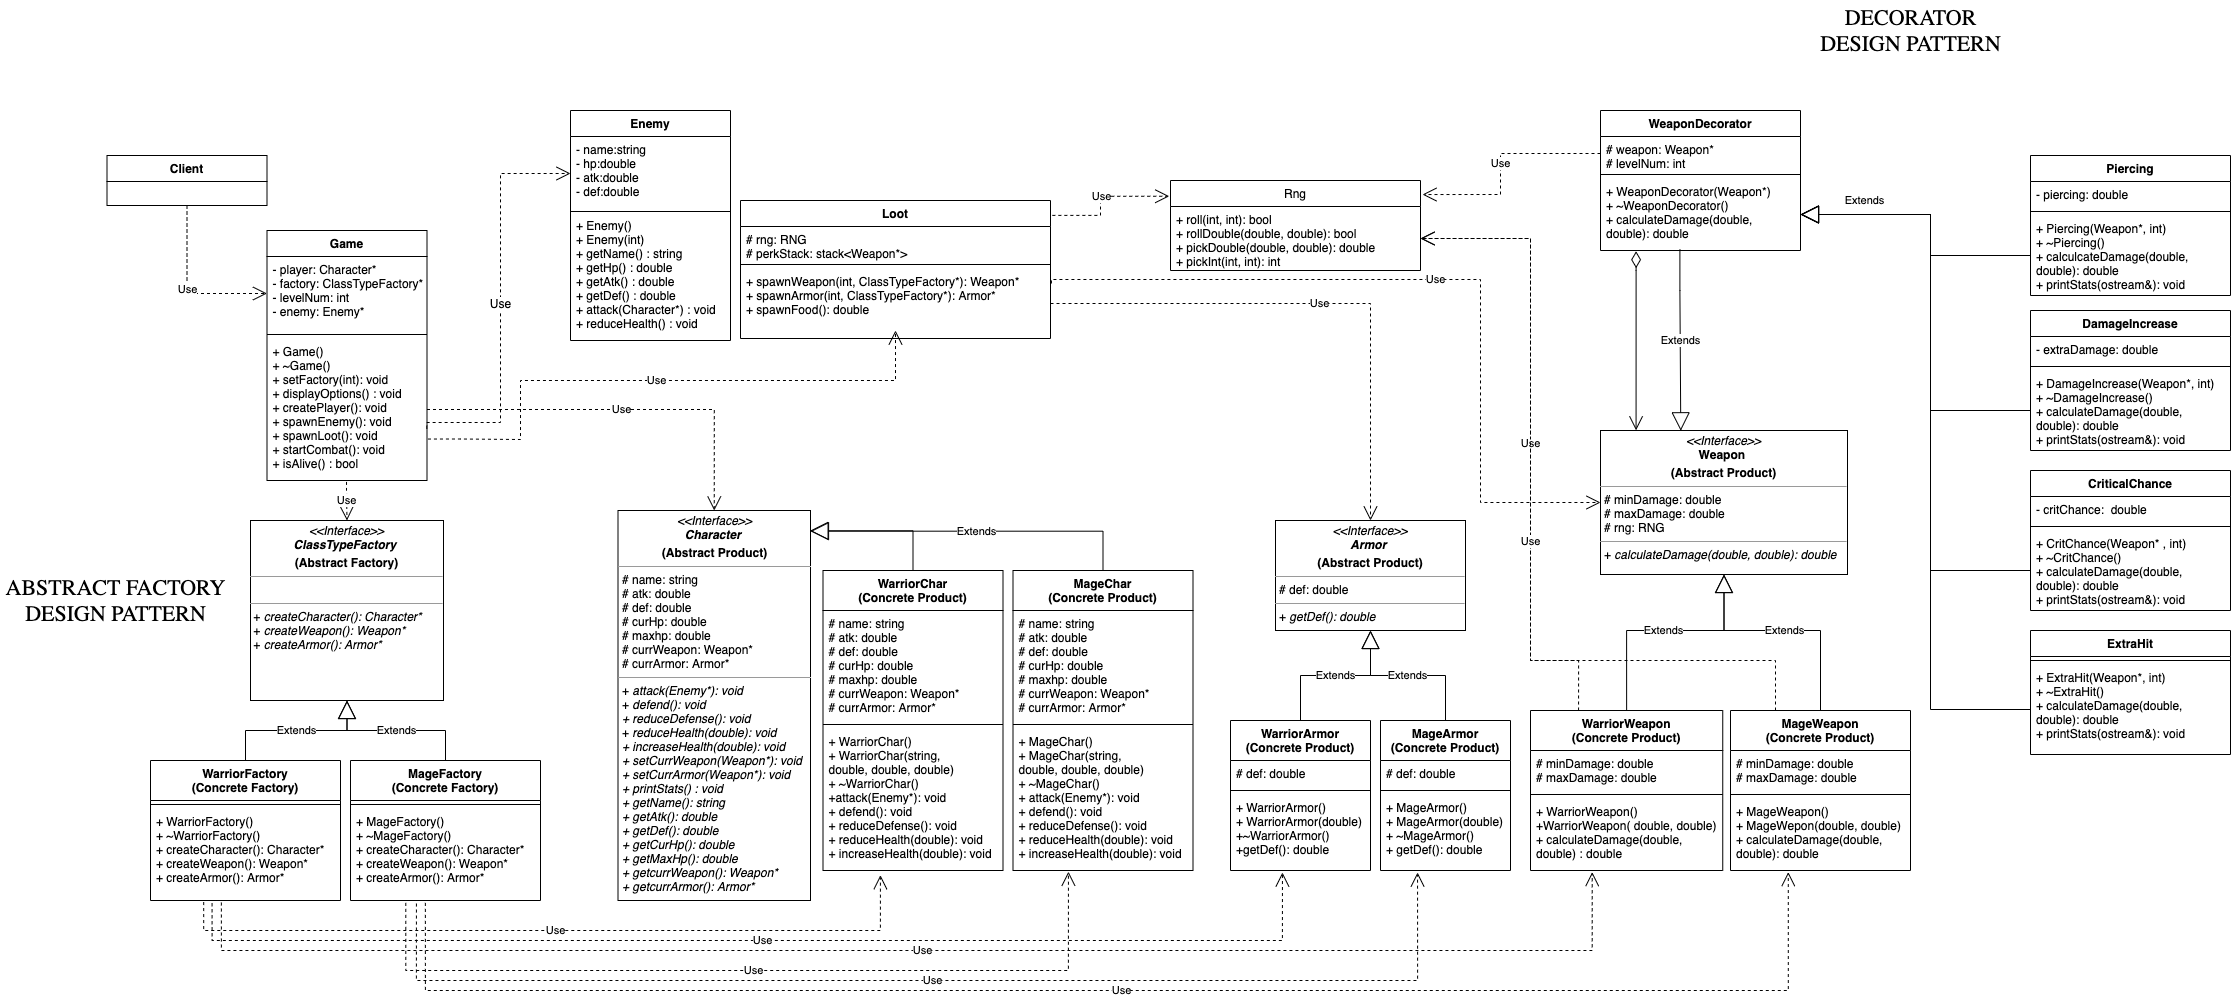 DECORATOR
DESIGN PATTERN
Client
Use
Game
- player: Character*
- factory: ClassTypeFactory*
- levelNum: int
- enemy: Enemy*
+ Game()
+ ~Game()
+ setFactory(int): void
+ displayOptions() : void
+ createPlayer(): void
+ spawnEnemy(): void
+ spawnLoot(): void
+ startCombat(): void
+ isAlive() : bool
Use
Use
Use
Use
Enemy
- name:string
- hp:double
- atk:double
- def:double
+ Enemy()
+ Enemy(int)
+ getName() : string
+ getHp() : double
+ getAtk() : double
+ getDef() : double
+ attack(Character*) : void
+ reduceHealth() : void
Loot
# rng: RNG
# perkStack: stack<Weapon*>
+ spawnWeapon(int, ClassTypeFactory*): Weapon*
+ spawnArmor(int, ClassTypeFactory*): Armor*
+ spawnFood(): double
Use
Use
Use
Rng
+ roll(int, int): bool
+ rollDouble(double, double): bool
+ pickDouble(double, double): double
+ pickInt(int, int): int
Use
Use
Use
WeaponDecorator
# weapon: Weapon*
# levelNum: int
+ WeaponDecorator(Weapon*)
+ ~WeaponDecorator()
+ calculateDamage(double,
double): double
Extends
Extends
Piercing
- piercing: double
+ Piercing(Weapon*, int)
+ ~Piercing()
+ calculcateDamage(double,
double): double
+ printStats(ostream&): void
DamageIncrease
- extraDamage: double
+ DamageIncrease(Weapon*, int)
+ ~DamageIncrease()
+ calculateDamage(double,
double): double
+ printStats(ostream&): void
CriticalChance
- critChance:  double
+ CritChance(Weapon* , int)
+ ~CritChance()
+ calculateDamage(double,
double): double
+ printStats(ostream&): void
ExtraHit
+ ExtraHit(Weapon*, int)
+ ~ExtraHit()
+ calculateDamage(double,
double): double
+ printStats(ostream&): void
ABSTRACT FACTORY
DESIGN PATTERN
<<Interface>>
ClassTypeFactory
(Abstract Factory)
+ createCharacter(): Character*
+ createWeapon(): Weapon*
+ createArmor(): Armor*
Extends
Extends
WarriorFactory
(Concrete Factory)
+ WarriorFactory()
+ ~WarriorFactory()
+ createCharacter(): Character*
+ createWeapon(): Weapon*
+ createArmor(): Armor*
MageFactory
(Concrete Factory)
+ MageFactory()
+ ~MageFactory()
+ createCharacter(): Character*
+ createWeapon(): Weapon*
+ createArmor(): Armor*
<<Interface>>
Character
(Abstract Product)
# name: string
# atk: double
# def: double
# curHp: double
# maxhp: double
# currWeapon: Weapon*
# currArmor: Armor*
+ attack(Enemy*): void
+ defend(): void
+ reduceDefense(): void
+ reduceHealth(double): void
+ increaseHealth(double): void
+ setCurrWeapon(Weapon*): void
+ setCurrArmor(Weapon*): void
+ printStats() : void
+ getName(): string
+ getAtk(): double
+ getDef(): double
+ getCurHp(): double
+ getMaxHp(): double
+ getcurrWeapon(): Weapon*
+ getcurrArmor(): Armor*
Extends
WarriorChar
(Concrete Product)
# name: string
# atk: double
# def: double
# curHp: double
# maxhp: double
# currWeapon: Weapon*
# currArmor: Armor*
+ WarriorChar()
+ WarriorChar(string,
double, double, double)
+ ~WarriorChar()
+attack(Enemy*): void
+ defend(): void
+ reduceDefense(): void
+ reduceHealth(double): void
+ increaseHealth(double): void
MageChar
(Concrete Product)
# name: string
# atk: double
# def: double
# curHp: double
# maxhp: double
# currWeapon: Weapon*
# currArmor: Armor*
+ MageChar()
+ MageChar(string,
double, double, double)
+ ~MageChar()
+ attack(Enemy*): void
+ defend(): void
+ reduceDefense(): void
+ reduceHealth(double): void
+ increaseHealth(double): void
<<Interface>>
Armor
(Abstract Product)
# def: double
+ getDef(): double
Extends
Extends
WarriorArmor
(Concrete Product)
# def: double
+ WarriorArmor()
+ WarriorArmor(double)
+~WarriorArmor()
+getDef(): double
MageArmor
(Concrete Product)
# def: double
+ MageArmor()
+ MageArmor(double)
+ ~MageArmor()
+ getDef(): double
<<Interface>>
Weapon
(Abstract Product)
# minDamage: double
# maxDamage: double
# rng: RNG
+ calculateDamage(double, double): double
Extends
Extends
WarriorWeapon
(Concrete Product)
# minDamage: double
# maxDamage: double
+ WarriorWeapon()
+WarriorWeapon( double, double)
+ calculateDamage(double,
double) : double
MageWeapon
(Concrete Product)
# minDamage: double
# maxDamage: double
+ MageWeapon()
+ MageWepon(double, double)
+ calculateDamage(double,
double): double
Use
Use
Use
Use
Use
Use